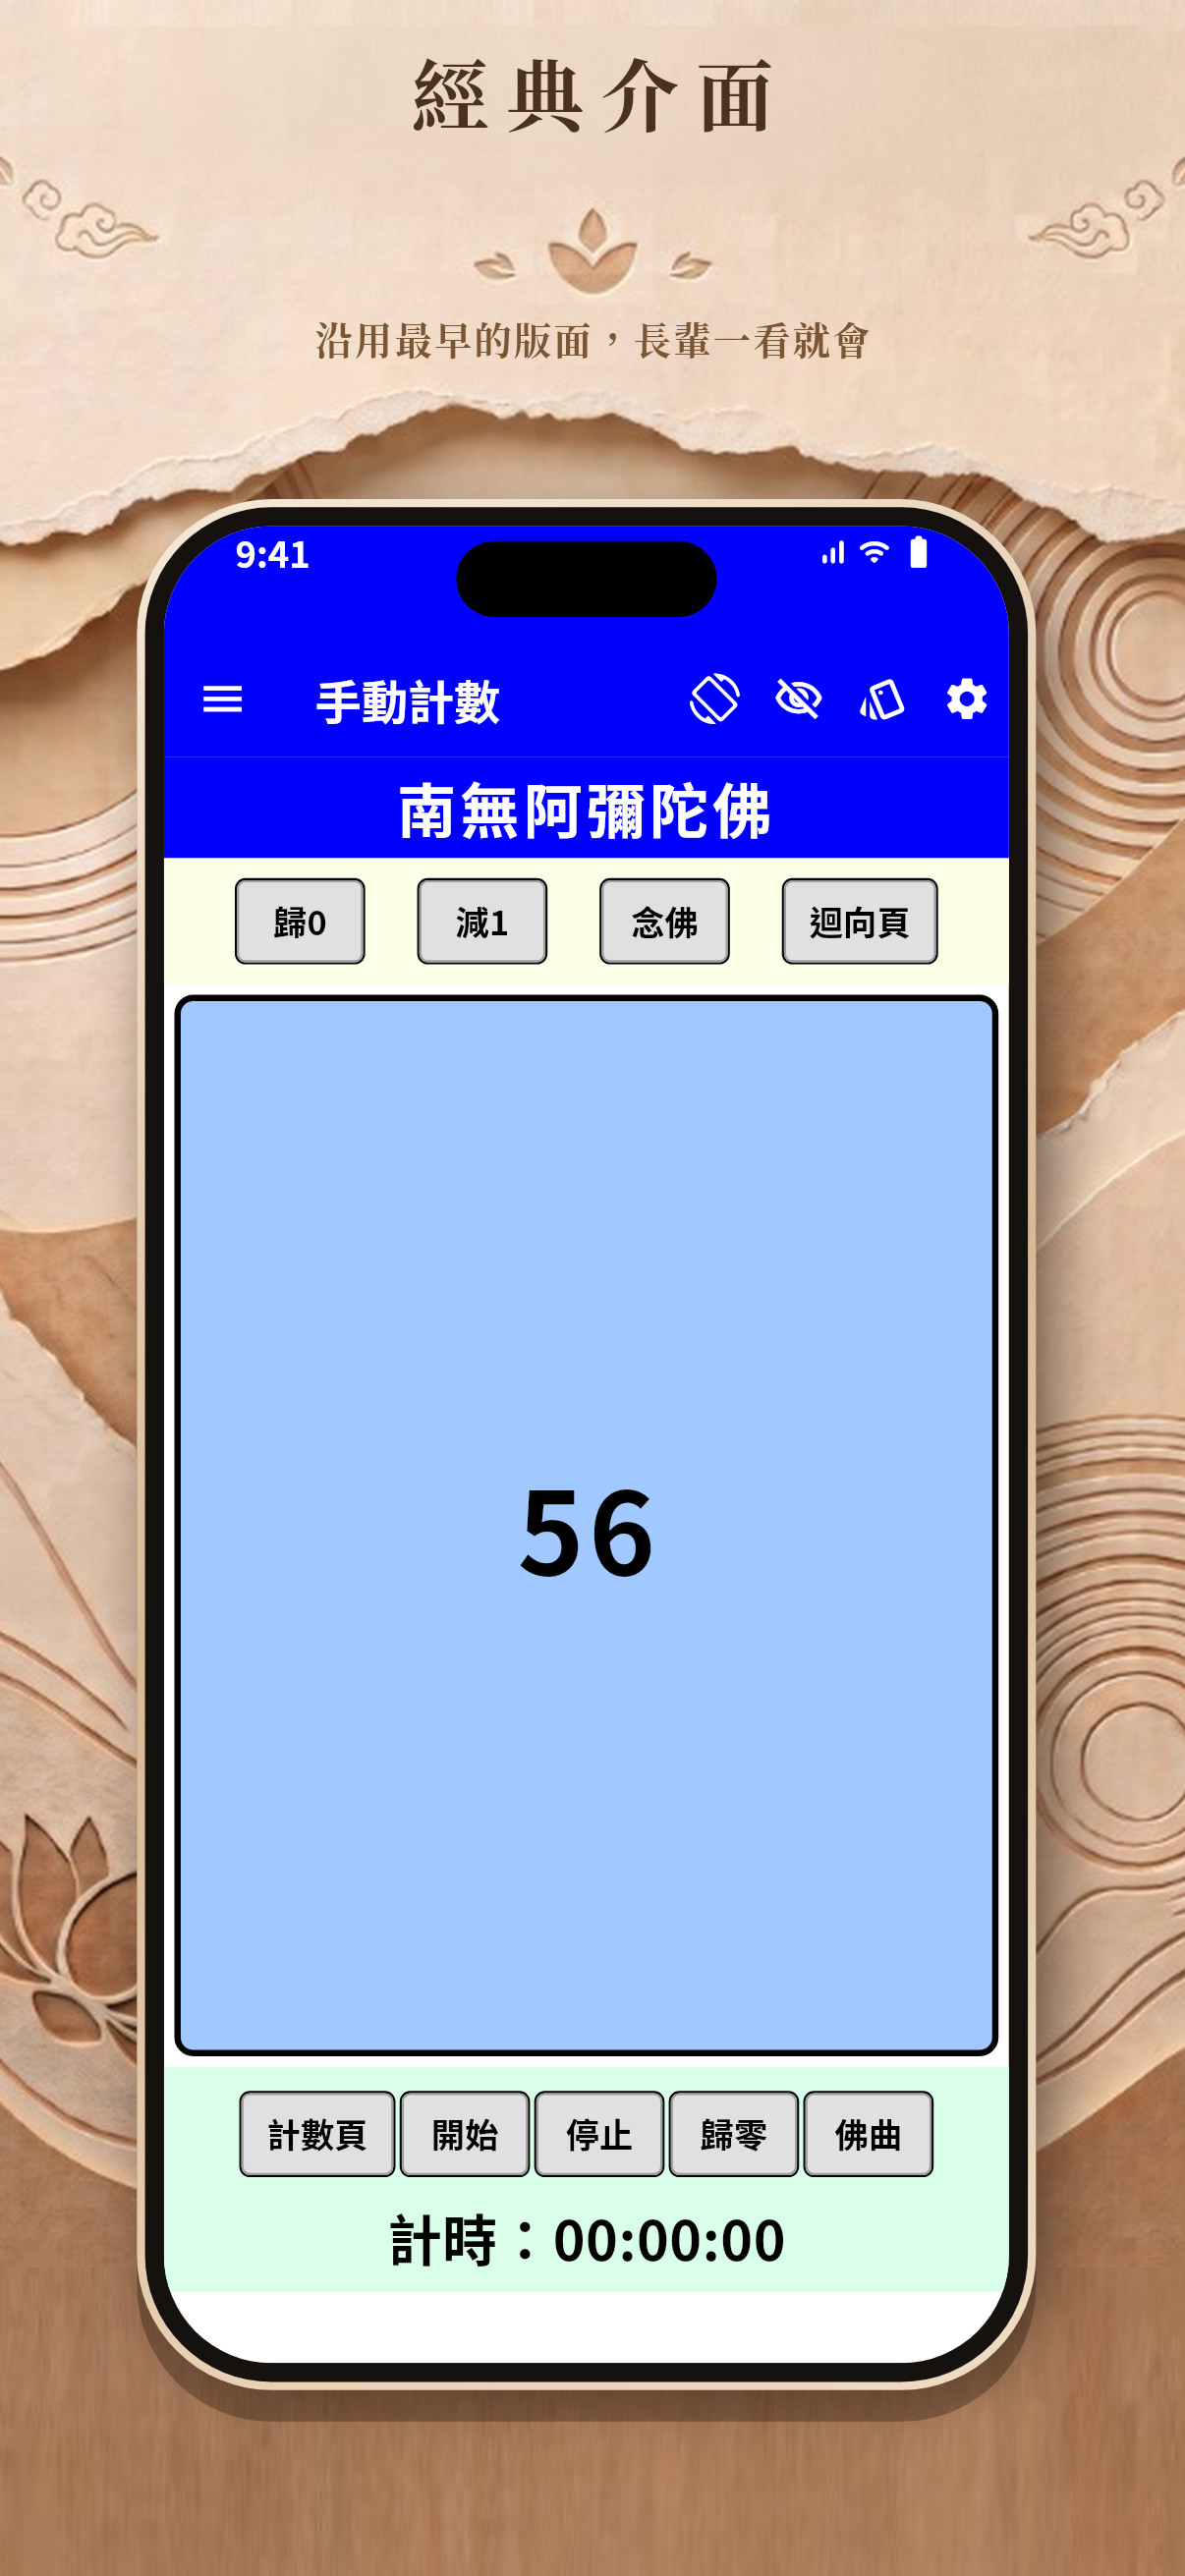 經典介面
沿用最早的版面，長輩一看就會
9:41
手動計數
南無阿彌陀佛
歸0 減1 念佛 迴向頁
56
計數頁 開始 停止 歸零 佛曲
計時：00:00:00